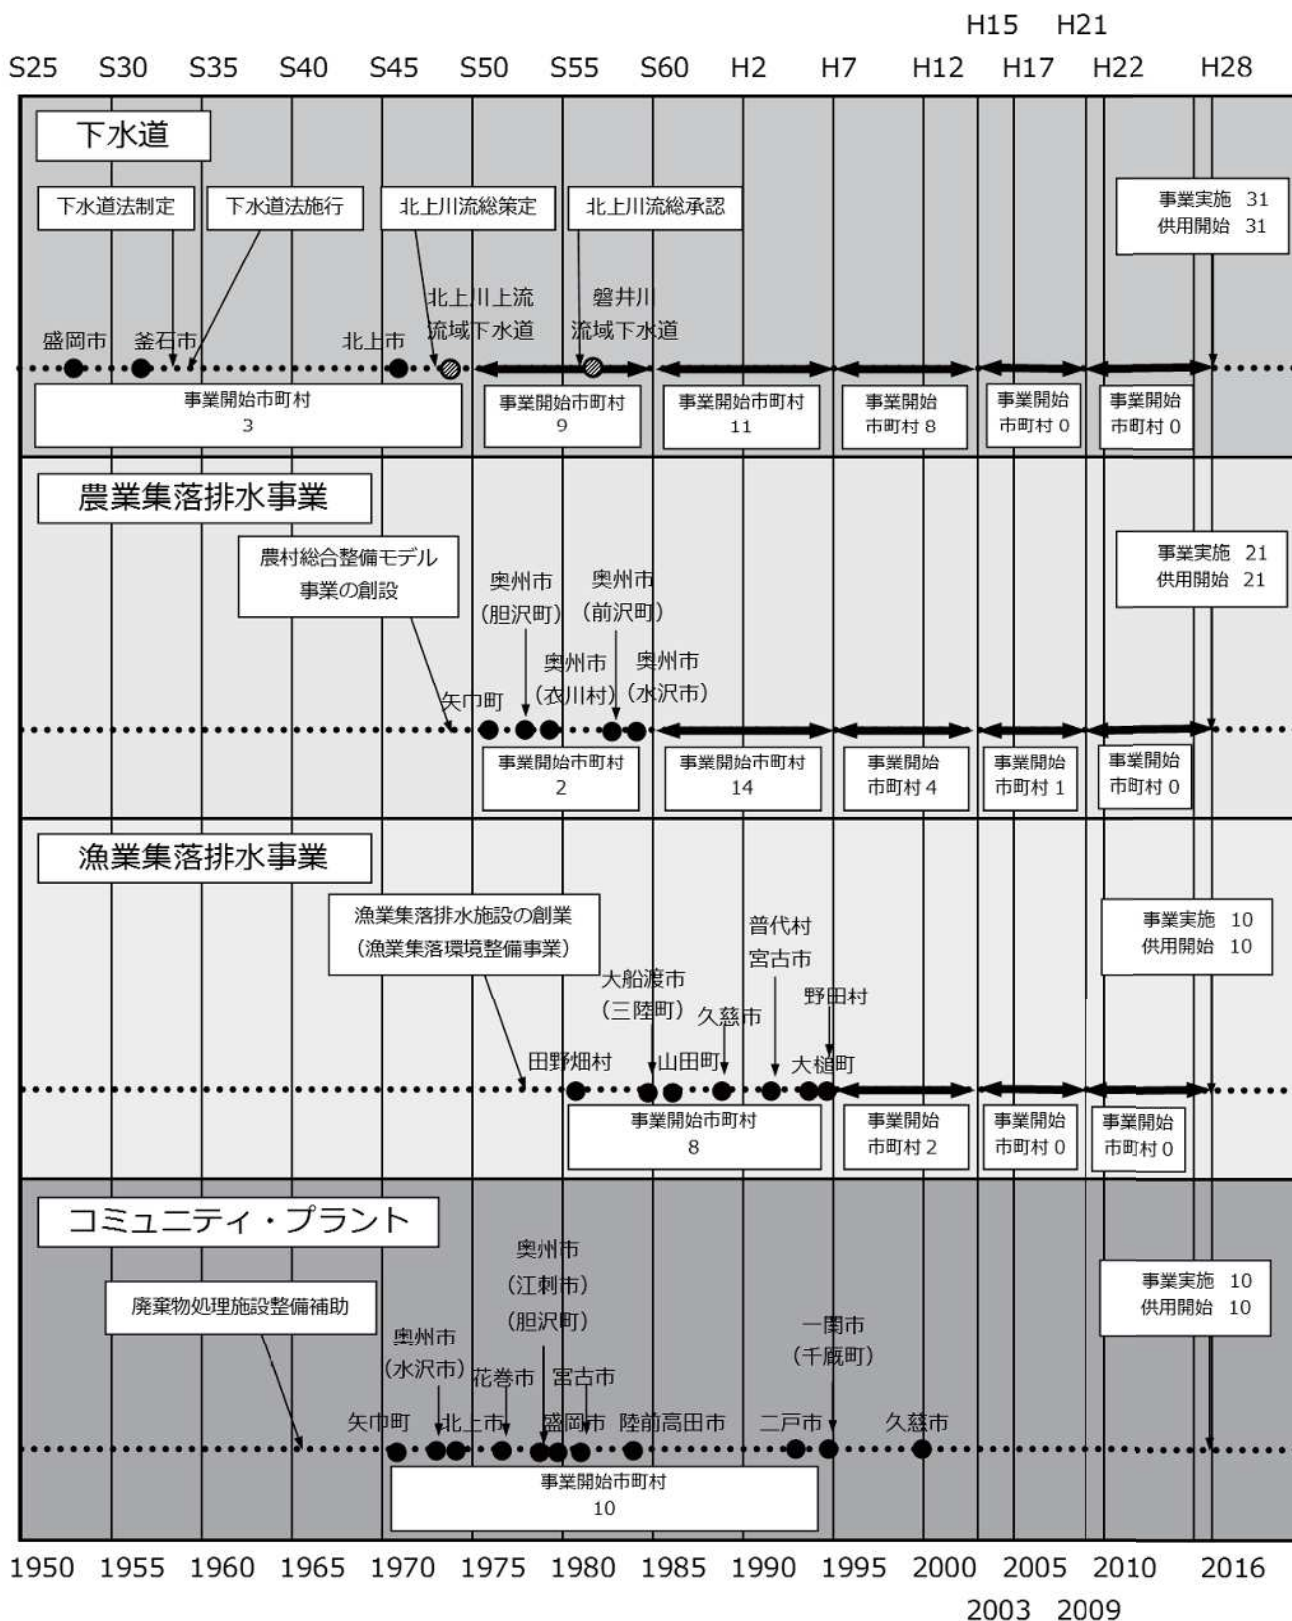 H15 H21
S25 S30 S35 S40 S45 S50 S55 S60 H2 H7 H12 H17 H22 H28
下水道
下水道法制定
下水道法施行
北上川流総策定
北上川流総承認
事業実施 31
供用開始 31
盛岡市
釜石市
北上市
北上川上流
流域下水道
磐井川
流域下水道
事業開始市町村
3
事業開始市町村
9
事業開始市町村
11
事業開始
市町村 8
事業開始
市町村 0
事業開始
市町村 0
農業集落排水事業
農村総合整備モデル
事業の創設
事業実施 21
供用開始 21
矢巾町
奥州市
（胆沢町）
奥州市
（衣川村）
奥州市
（前沢町）
奥州市
（水沢市）
事業開始市町村
2
事業開始市町村
14
事業開始
市町村 4
事業開始
市町村 1
事業開始
市町村 0
漁業集落排水事業
漁業集落排水施設の創業
（漁業集落環境整備事業）
事業実施 10
供用開始 10
田野畑村
大船渡市
（三陸町）
山田町
久慈市
普代村
宮古市
大槌町
野田村
事業開始市町村
8
事業開始
市町村 2
事業開始
市町村 0
事業開始
市町村 0
コミュニティ・プラント
廃棄物処理施設整備補助
事業実施 10
供用開始 10
矢巾町
奥州市
（水沢市）
北上市
花巻市
奥州市
（江刺市）
（胆沢町）
盛岡市
宮古市
陸前高田市
二戸市
一関市
（千厩町）
久慈市
事業開始市町村
10
1950 1955 1960 1965 1970 1975 1980 1985 1990 1995 2000 2005 2010 2016
2003 2009